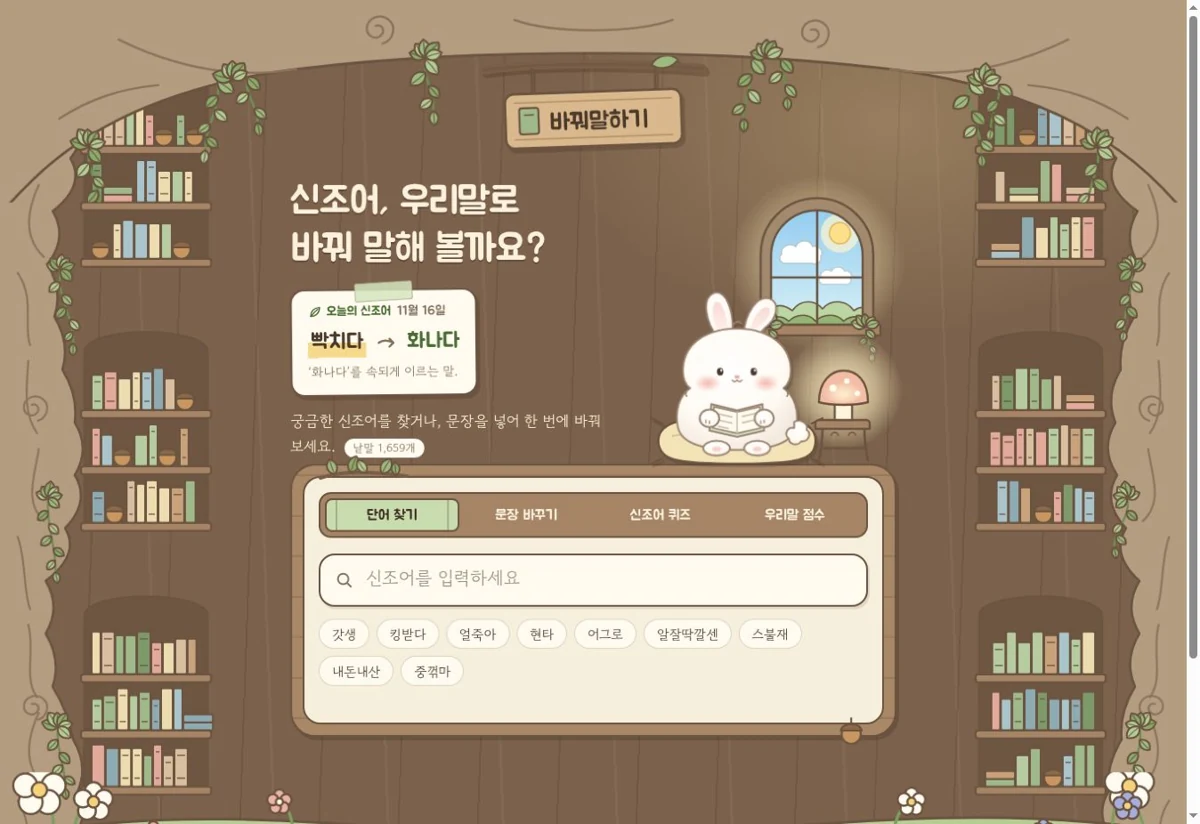 바꿔말하기
신조어, 우리말로
바꿔 말해 볼까요?
오늘의 신조어 11월 16일
빡치다 → 화나다
'화나다'를 속되게 이르는 말.
궁금한 신조어를 찾거나, 문장을 넣어 한 번에 바꿔
보세요. 낱말 1,659개
단어 찾기 문장 바꾸기 신조어 퀴즈 우리말 점수
신조어를 입력하세요
갓생 킹받다 얼죽아 현타 어그로 알잘딱깔센 스불재
내돈내산 중꺾마